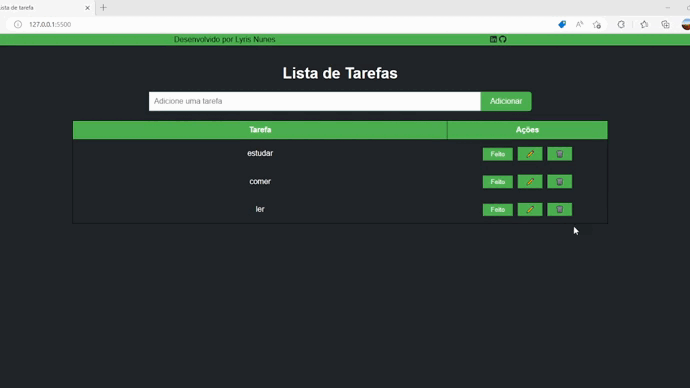 ista de tarefa
127.0.0.1:5500
Desenvolvido por Lyris Nunes
Lista de Tarefas
Adicione uma tarefa Adicionar
Tarefa Ações
estudar Feito
comer Feito
ler Feito